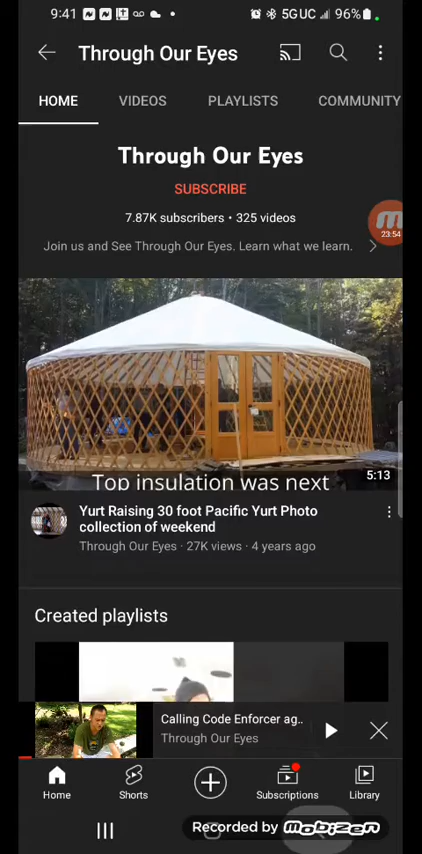 9:41
5GUC 96%
Through Our Eyes
HOME VIDEOS PLAYLISTS COMMUNITY
Through Our Eyes
SUBSCRIBE
7.87K subscribers • 325 videos
23:54
Join us and See Through Our Eyes. Learn what we learn.
Top insulation was next
5:13
Yurt Raising 30 foot Pacific Yurt Photo
collection of weekend
Through Our Eyes · 27K views · 4 years ago
Created playlists
Calling Code Enforcer ag..
Through Our Eyes
Home Shorts Subscriptions Library
Recorded by Mobizen